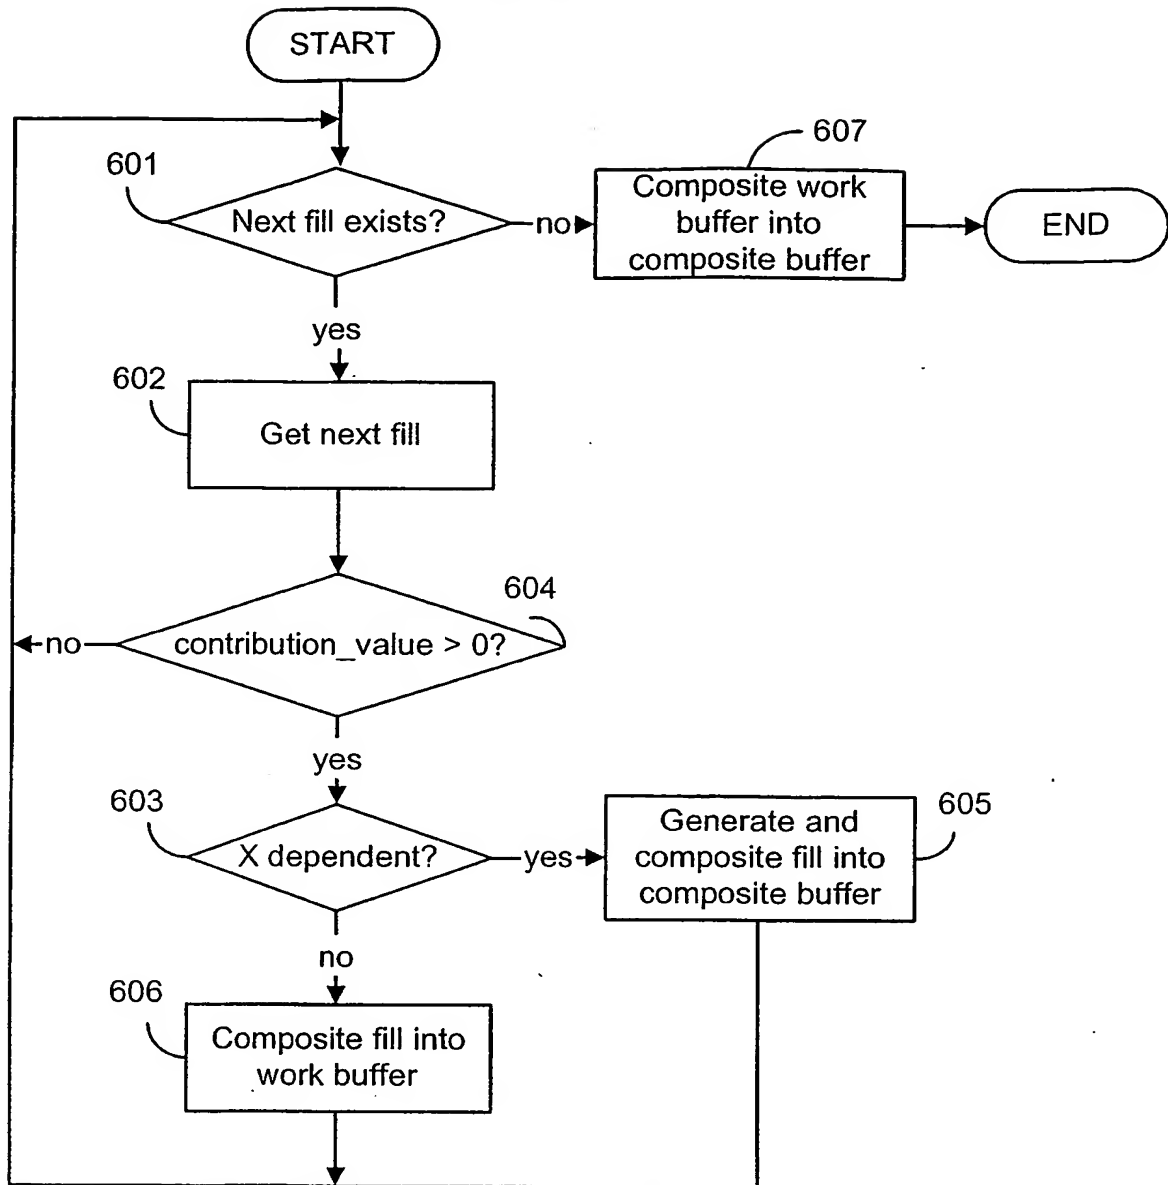 START
607
601
Next fill exists?
no
Composite work
buffer into
composite buffer
END
yes
602
Get next fill
604
no
contribution_value > 0?
yes
603
X dependent?
yes
Generate and
composite fill into
composite buffer
605
no
606
Composite fill into
work buffer